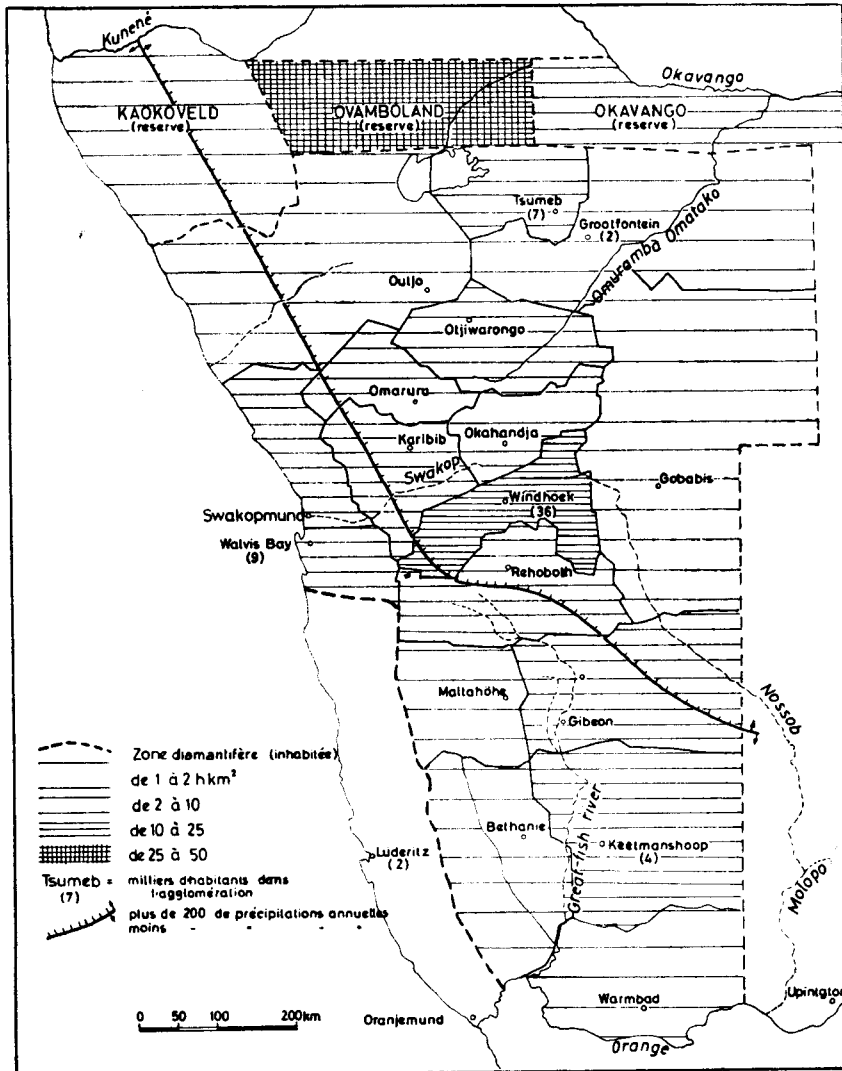 Kunené
Okavango
KAOKOVELD
(reserve)
OVAMBOLAND
(reserve)
OKAVANGO
(reserve)
Tsumeb
(7)
Grootfontein
(2)
Omuramba Omatako
Outjo
Otjiwarongo
Omaruru
Karibib
Okahandja
Swakop
Gobabis
Windhoek
(36)
Swakopmund
Walvis Bay
(9)
Rehoboth
Maltahöhe
Gibeon
Nossob
Zone diamantifère (inhabitée)
de 1 à 2 h km²
de 2 à 10
de 10 à 25
de 25 à 50
Tsumeb = milliers d'habitants dans
(7) l'agglomération
plus de 200 de précipitations annuelles
moins - - -
Bethanie
Great-fish river
Keetmanshoop
(4)
Lüderitz
(2)
Molopo
0 50 100 200km
Oranjemund
Warmbad
Upington
Orange